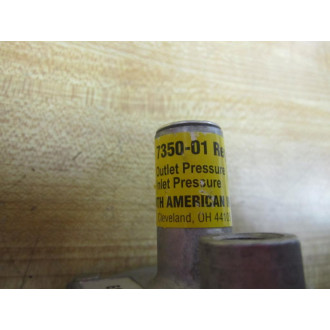 7350-01 Re
Outlet Pressure
Inlet Pressure
TH AMERICAN
Cleveland, OH 441